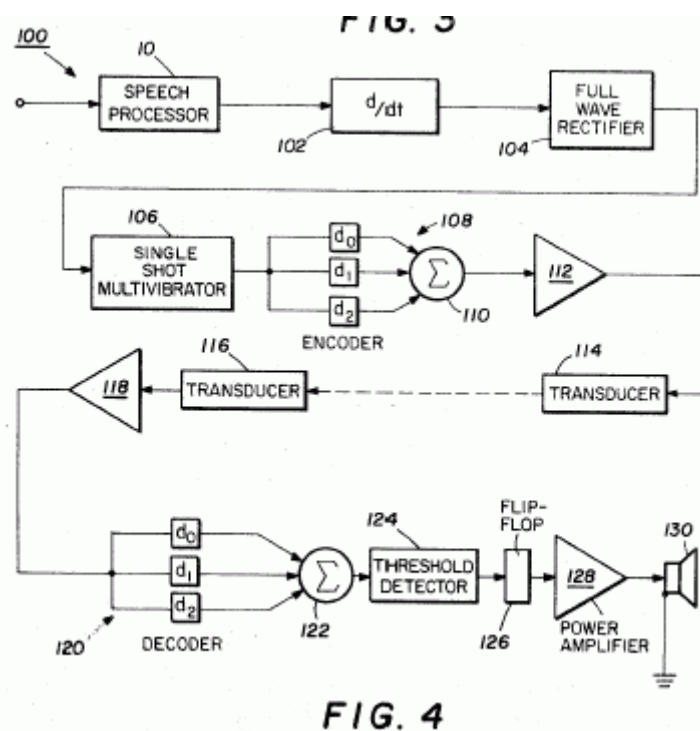 FIG. 3
100
10
SPEECH
PROCESSOR
d/dt
102
FULL
WAVE
RECTIFIER
104
106
SINGLE
SHOT
MULTIVIBRATOR
d0
d1
d2
108
Σ
110
ENCODER
112
118
116
TRANSDUCER
114
TRANSDUCER
d0
d1
d2
120
DECODER
Σ
122
124
THRESHOLD
DETECTOR
FLIP-
FLOP
126
128
POWER
AMPLIFIER
130
FIG. 4